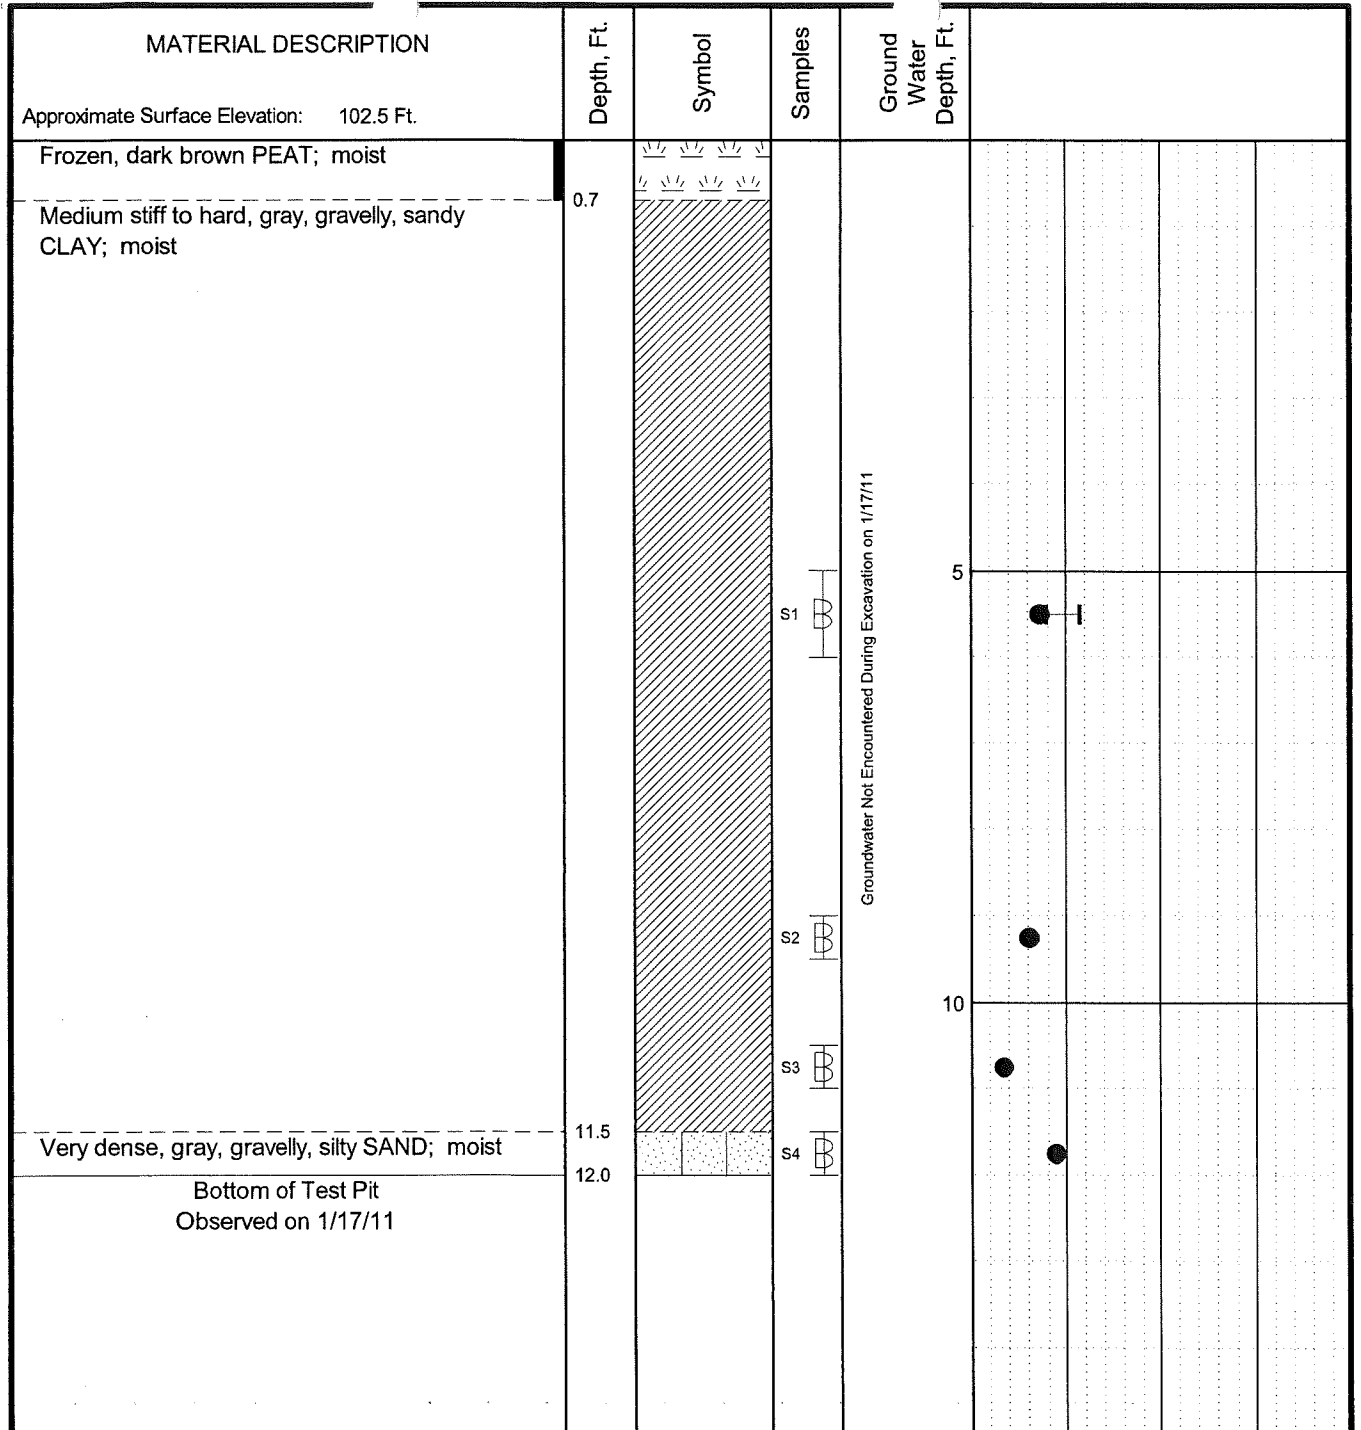 MATERIAL DESCRIPTION
Approximate Surface Elevation: 102.5 Ft.
Depth, Ft.
Symbol
Samples
Ground
Water
Depth, Ft.
Frozen, dark brown PEAT; moist
0.7
Medium stiff to hard, gray, gravelly, sandy
CLAY; moist
Groundwater Not Encountered During Excavation on 1/17/11
5
S1
B
S2
B
10
S3
B
11.5
Very dense, gray, gravelly, silty SAND; moist
S4
B
12.0
Bottom of Test Pit
Observed on 1/17/11